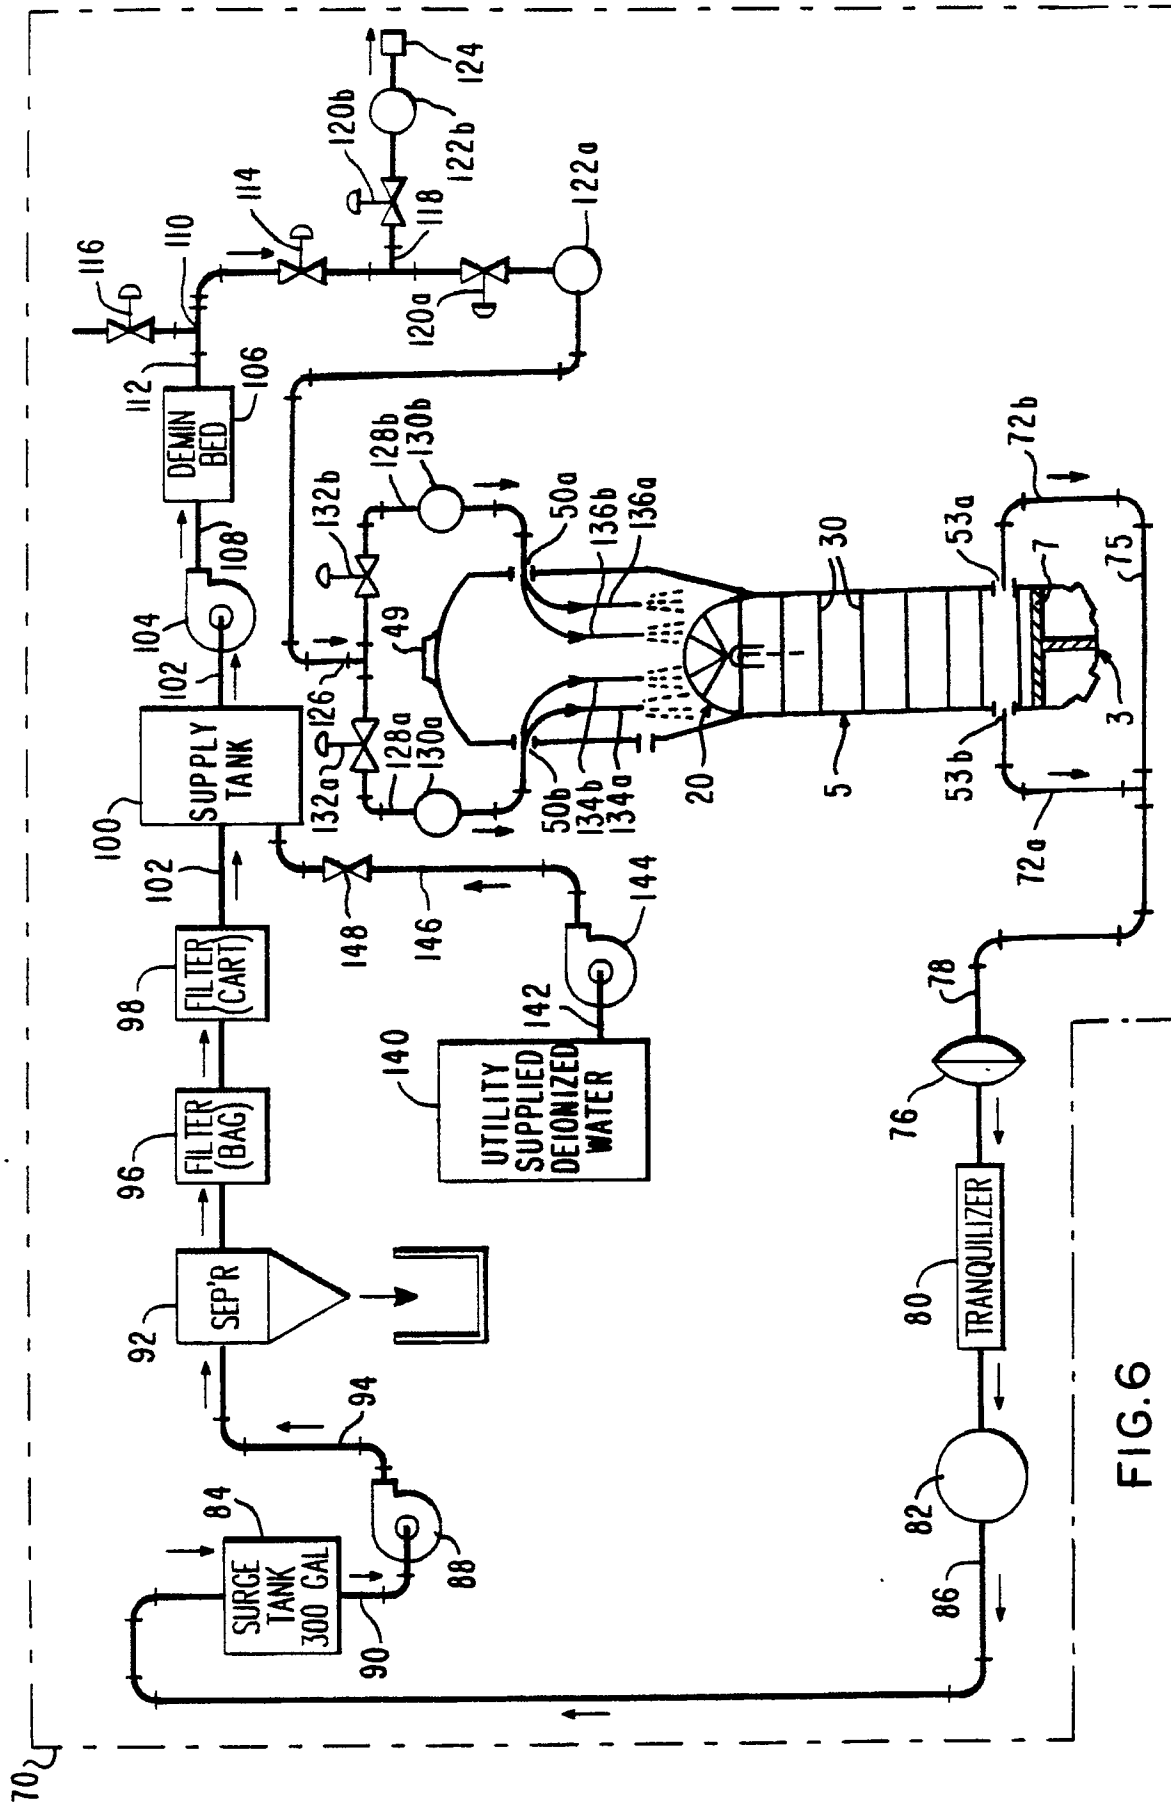 70
SURGE
TANK
300 GAL
84
90
88
94
92
SEP'R
96
FILTER
(BAG)
98
FILTER
(CART)
102
100
SUPPLY
TANK
102
104
108
DEMIN
BED
106
112
110
116
114
118
120b
122b
124
120a
122a
140
UTILITY
SUPPLIED
DEIONIZED
WATER
142
144
146
148
132a
126
49
132b
128a
130a
128b
130b
50b
134b
134a
50a
136b
136a
20
30
5
53b
53a
7
3
72a
72b
75
78
76
80
TRANQUILIZER
82
86
FIG.6